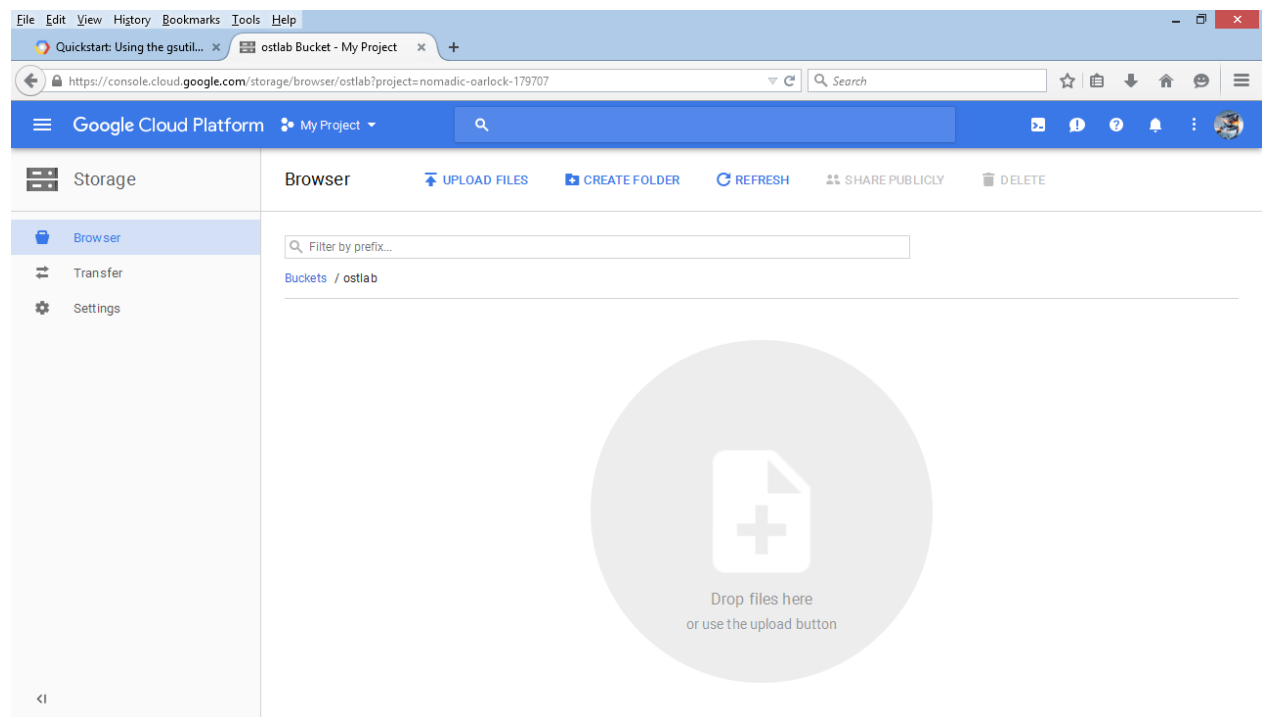 File Edit View History Bookmarks Tools Help
Quickstart: Using the gsutil... × ostlab Bucket - My Project × +
https://console.cloud.google.com/storage/browser/ostlab?project=nomadic-oarlock-179707 Search
Google Cloud Platform My Project
Storage Browser UPLOAD FILES CREATE FOLDER REFRESH SHARE PUBLICLY DELETE
Browser
Filter by prefix...
Transfer
Buckets / ostlab
Settings
Drop files here
or use the upload button